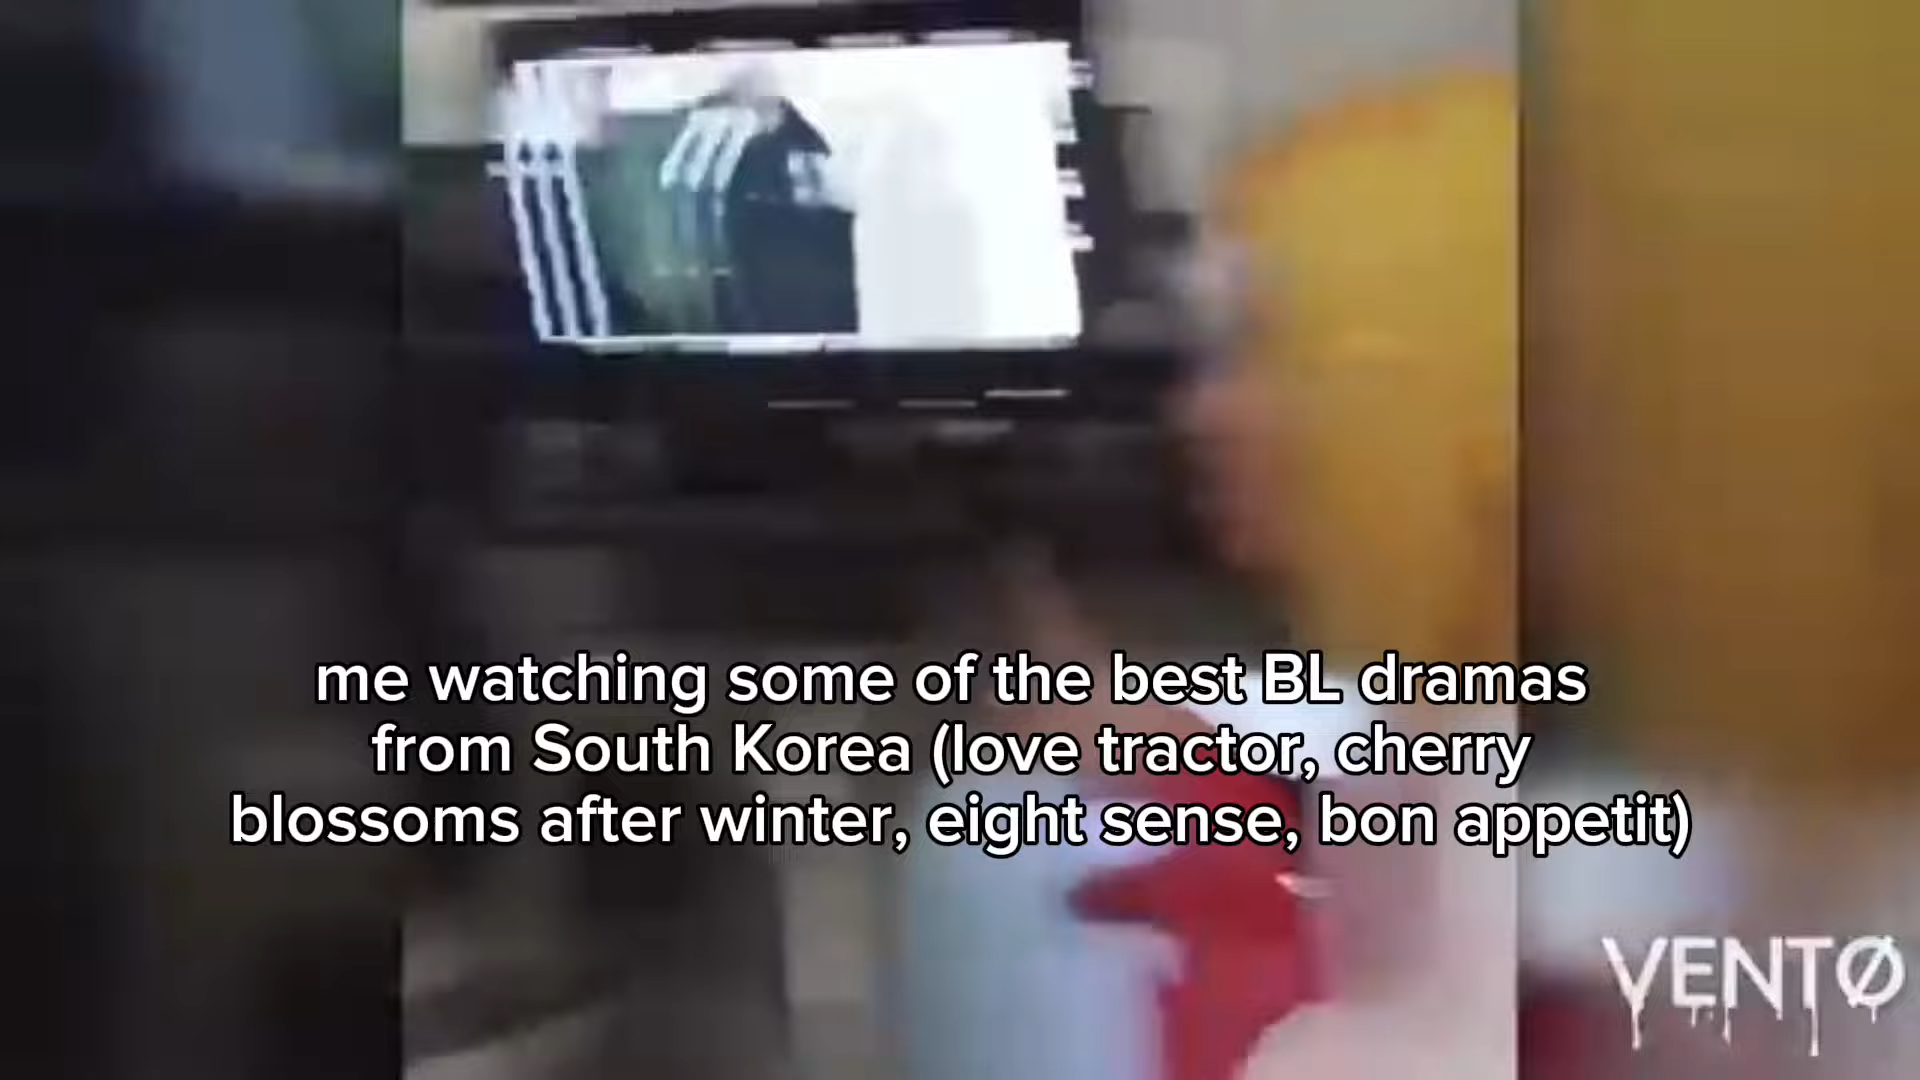 me watching some of the best BL dramas
from South Korea (love tractor, cherry
blossoms after winter, eight sense, bon appetit)
VENTØ